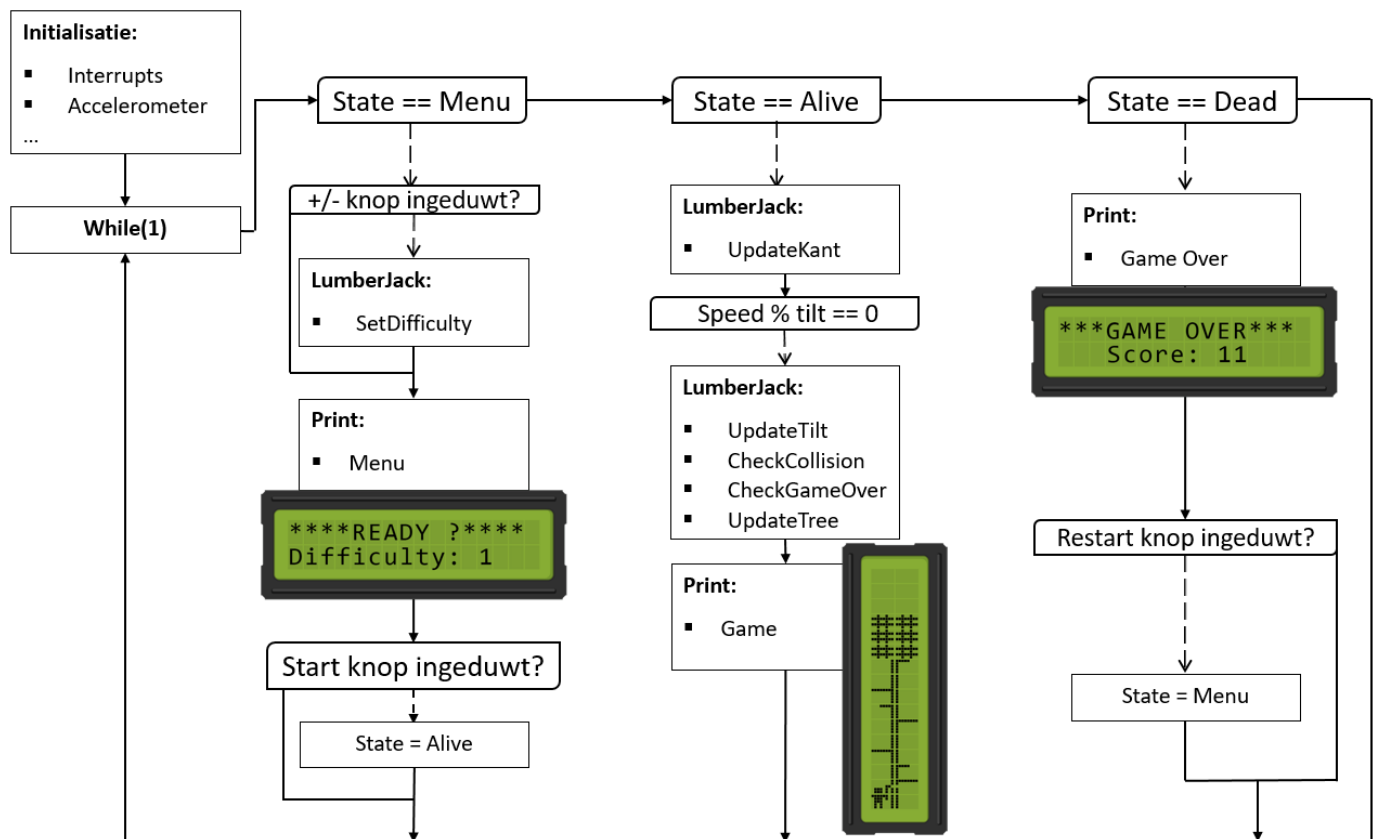 Initialisatie:
▪ Interrupts
▪ Accelerometer
...
While(1)
State == Menu
+/- knop ingeduwt?
LumberJack:
▪ SetDifficulty
Print:
▪ Menu
****READY ?****
Difficulty: 1
Start knop ingeduwt?
State = Alive
State == Alive
LumberJack:
▪ UpdateKant
Speed % tilt == 0
LumberJack:
▪ UpdateTilt
▪ CheckCollision
▪ CheckGameOver
▪ UpdateTree
Print:
▪ Game
State == Dead
Print:
▪ Game Over
***GAME OVER***
Score: 11
Restart knop ingeduwt?
State = Menu